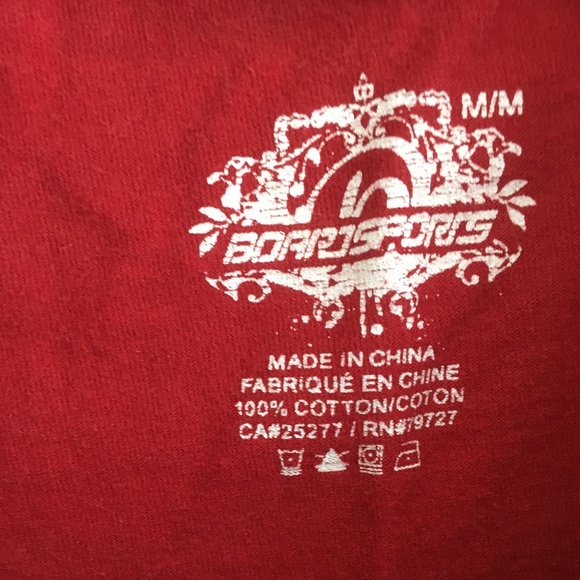 M/M
BOARDSPORTS
MADE IN CHINA
FABRIQUÉ EN CHINE
100% COTTON/COTON
CA#25277 / RN#79727